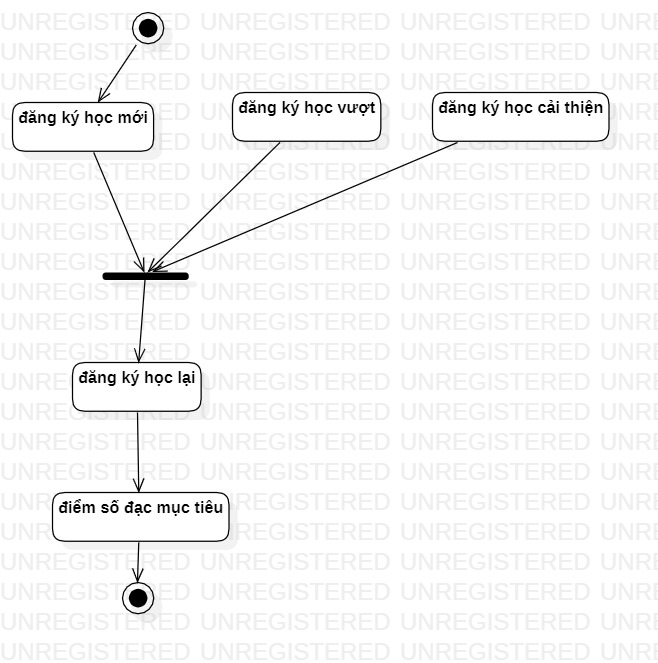 UNREGISTERED UNREGISTERED UNREGISTERED UNRE
đăng ký học mới
đăng ký học vượt
đăng ký học cải thiện
đăng ký học lại
điểm số đạc mục tiêu